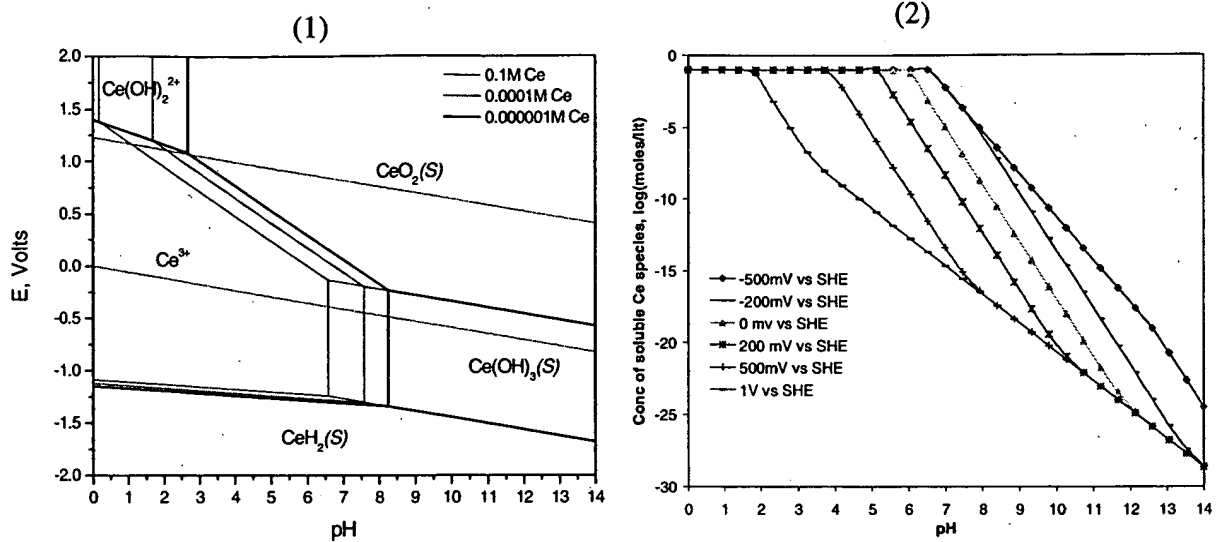 (1)
2.0
1.5
1.0
0.5
0.0
-0.5
-1.0
-1.5
-2.0
E, Volts
Ce(OH)₂²⁺
0.1M Ce
0.0001M Ce
0.000001M Ce
CeO₂(S)
Ce³⁺
Ce(OH)₃(S)
CeH₂(S)
0 1 2 3 4 5 6 7 8 9 10 11 12 13 14
pH
(2)
0
-5
-10
-15
-20
-25
-30
Conc of soluble Ce species, log(moles/lit)
-500mV vs SHE
-200mV vs SHE
0 mv vs SHE
200 mV vs SHE
500mV vs SHE
1V vs SHE
0 1 2 3 4 5 6 7 8 9 10 11 12 13 14
pH